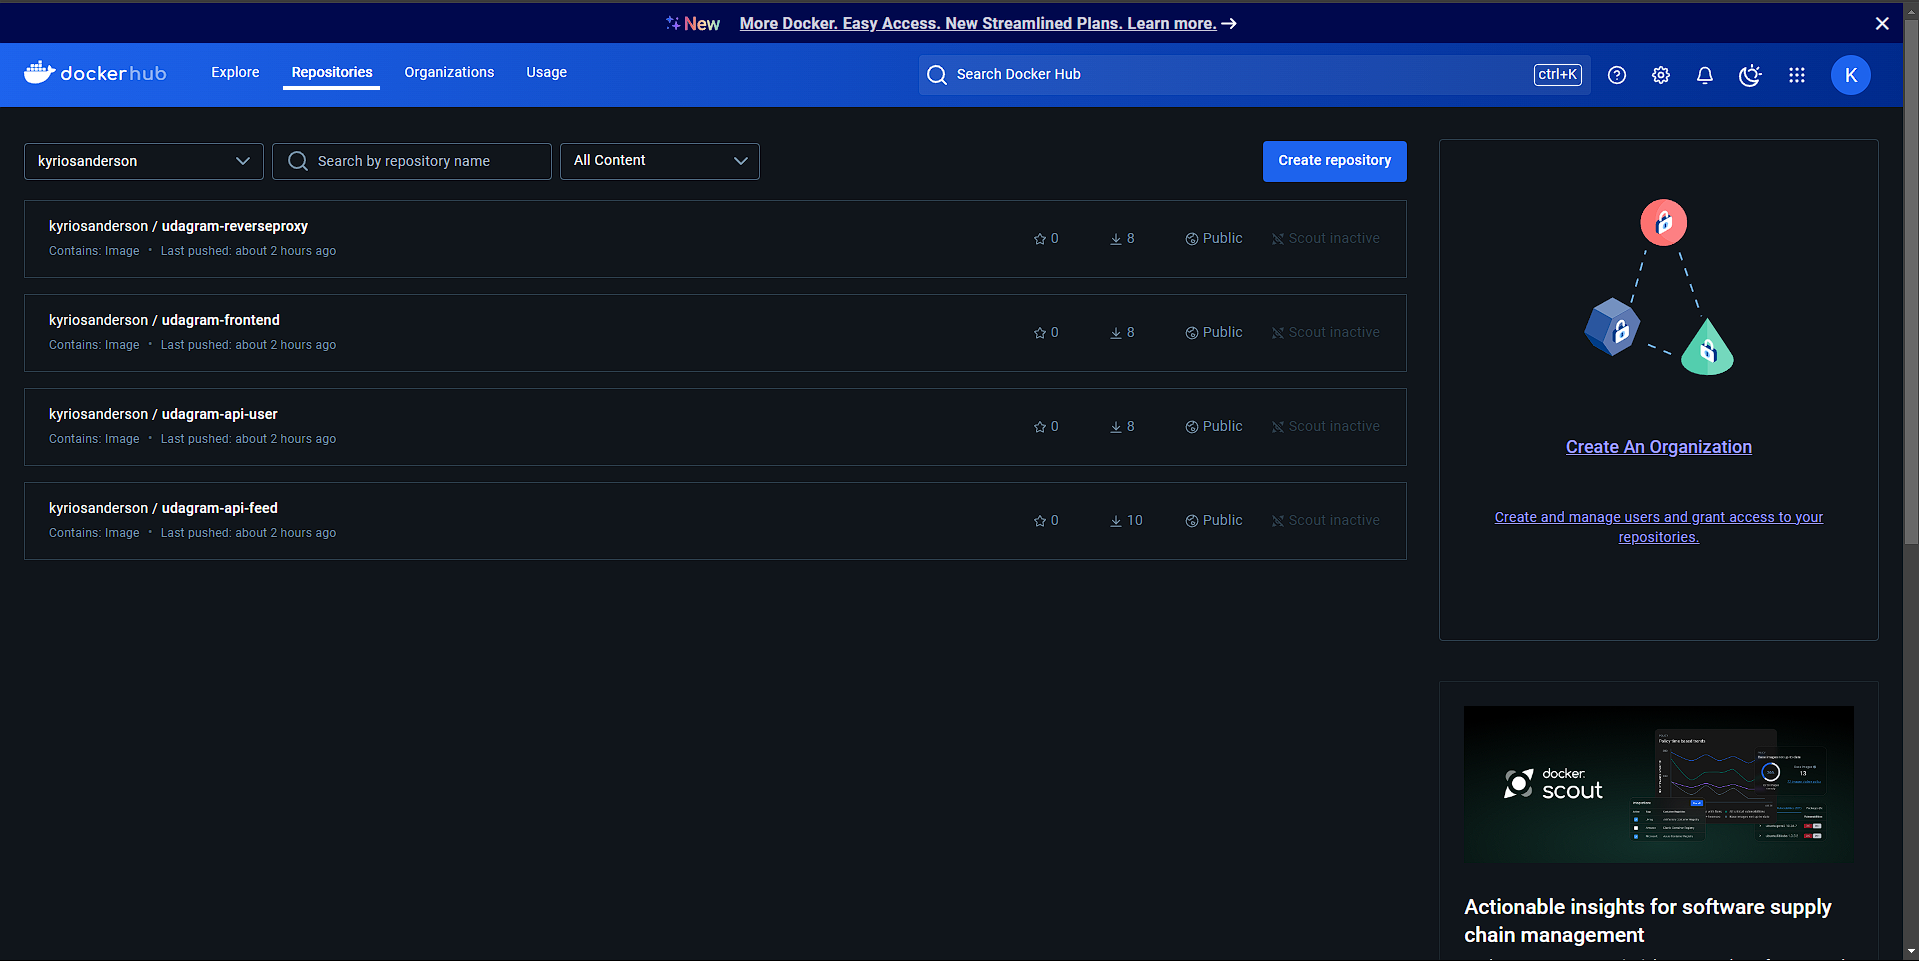 New More Docker. Easy Access. New Streamlined Plans. Learn more. →
dockerhub Explore Repositories Organizations Usage Search Docker Hub ctrl+K K
kyriosanderson Search by repository name All Content Create repository
kyriosanderson / udagram-reverseproxy
Contains: Image • Last pushed: about 2 hours ago
0 8 Public Scout inactive
kyriosanderson / udagram-frontend
Contains: Image • Last pushed: about 2 hours ago
0 8 Public Scout inactive
kyriosanderson / udagram-api-user
Contains: Image • Last pushed: about 2 hours ago
0 8 Public Scout inactive
kyriosanderson / udagram-api-feed
Contains: Image • Last pushed: about 2 hours ago
0 10 Public Scout inactive
Create An Organization
Create and manage users and grant access to your
repositories.
docker
scout
Policy time based trends
13
Actionable insights for software supply
chain management